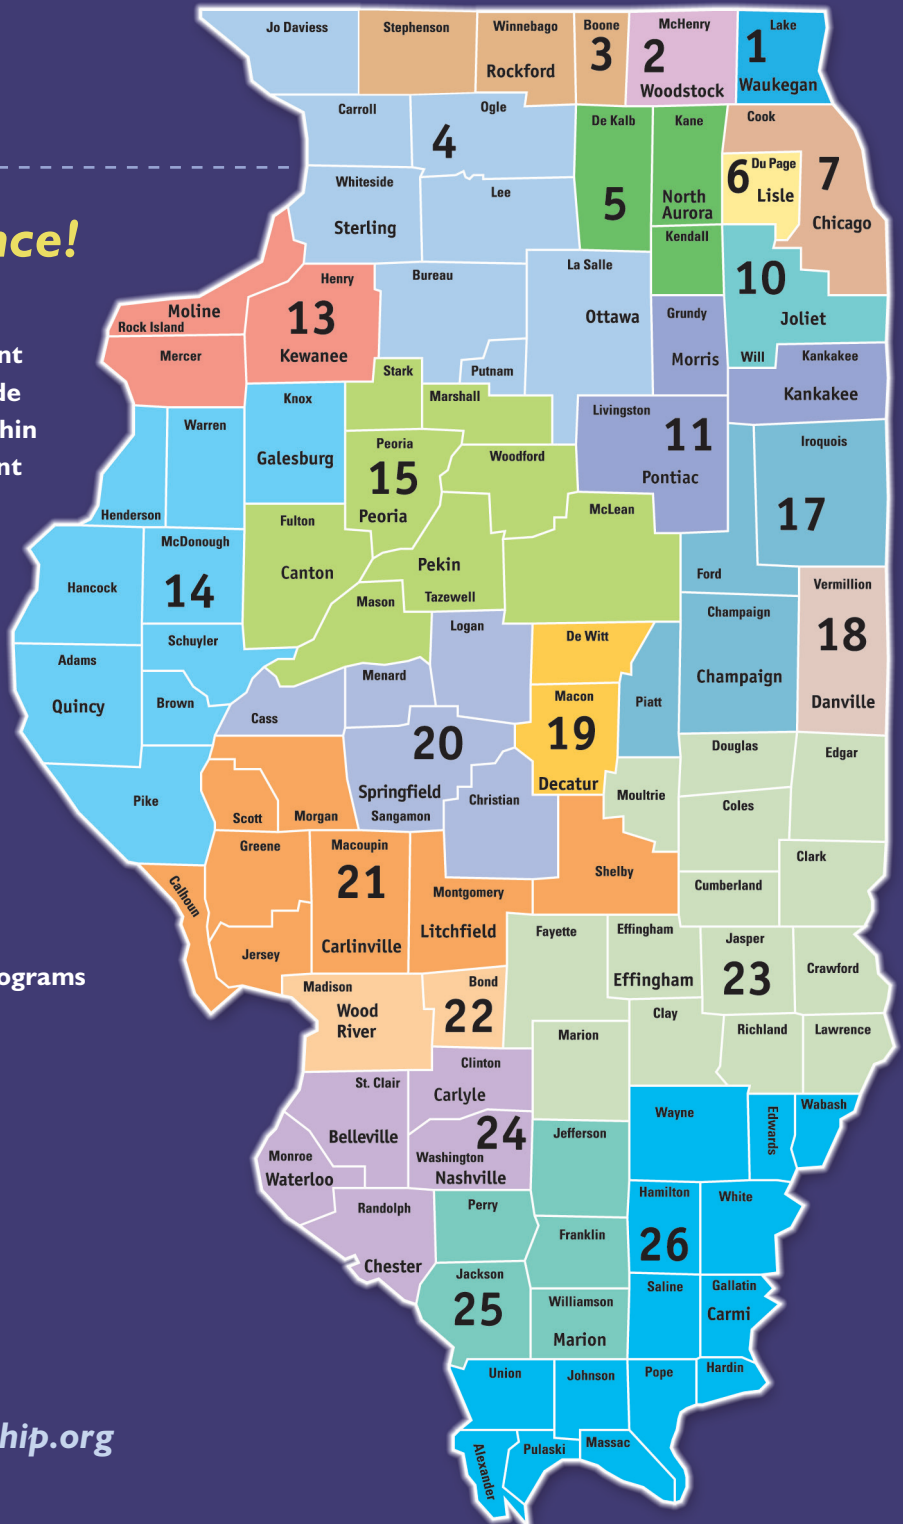 Jo Daviess
Stephenson
Winnebago
Rockford
Boone
3
McHenry
2
Woodstock
Lake
1
Waukegan
Carroll
Ogle
4
De Kalb
5
Kane
North
Aurora
Cook
7
Chicago
6
Du Page
Lisle
Whiteside
Sterling
Lee
Kendall
nce!
Henry
13
Kewanee
Bureau
La Salle
Ottawa
10
Joliet
Will
Moline
Rock Island
Grundy
Morris
Kankakee
Kankakee
nt
de
hin
nt
Mercer
Stark
Putnam
Knox
Galesburg
Marshall
Livingston
11
Pontiac
Warren
Henderson
Peoria
15
Peoria
Woodford
Iroquois
17
McLean
Fulton
Canton
McDonough
14
Pekin
Tazewell
Ford
Hancock
Mason
Vermillion
18
Danville
Logan
De Witt
Champaign
Champaign
Schuyler
Adams
Quincy
Brown
Menard
Cass
Macon
19
Decatur
Piatt
20
Springfield
Sangamon
Christian
Douglas
Edgar
Pike
Scott
Morgan
Moultrie
Coles
Greene
Macoupin
21
Carlinville
Shelby
Clark
Calhoun
Montgomery
Litchfield
Cumberland
Jersey
Fayette
Effingham
Effingham
Jasper
23
Crawford
ograms
Madison
Wood
River
Bond
22
Clay
Marion
Richland
Lawrence
Clinton
Carlyle
St. Clair
Belleville
24
Washington
Nashville
Wayne
Edwards
Wabash
Jefferson
Monroe
Waterloo
Randolph
Chester
Perry
Hamilton
26
White
Franklin
Jackson
25
Williamson
Marion
Saline
Gallatin
Carmi
Union
Johnson
Pope
Hardin
hip.org
Alexander
Pulaski
Massac